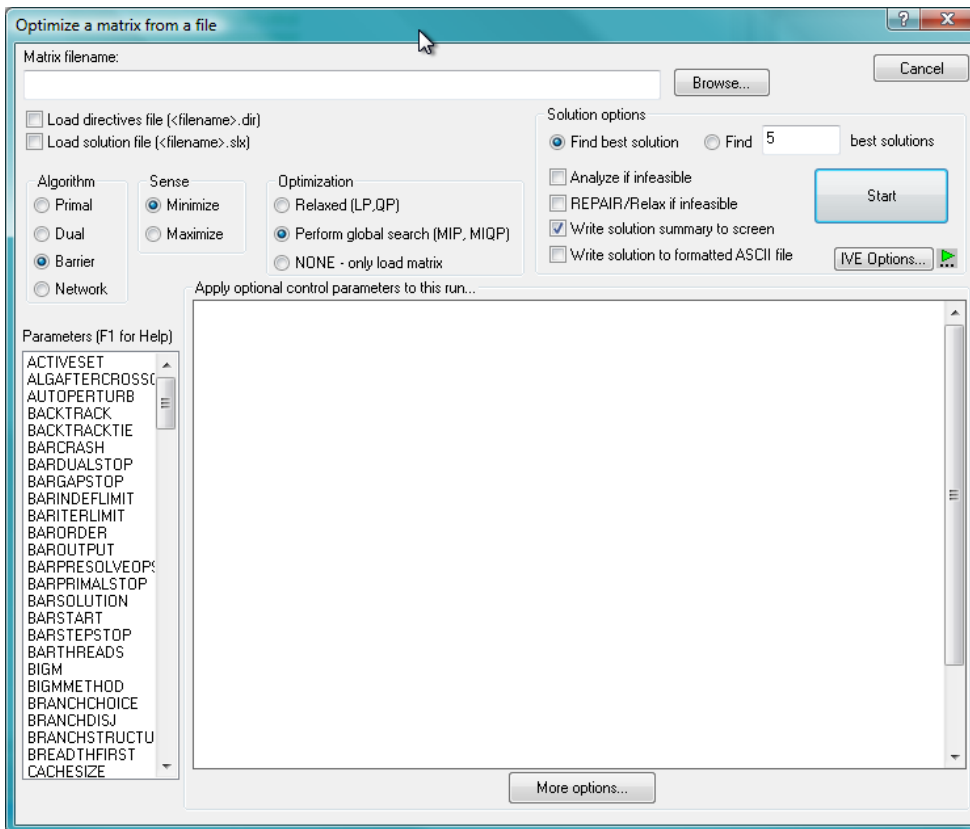 Optimize a matrix from a file
Matrix filename:
Browse...
Cancel
Load directives file (<filename>.dir)
Load solution file (<filename>.slx)
Solution options
Find best solution
Find 5 best solutions
Analyze if infeasible
REPAIR/Relax if infeasible
Write solution summary to screen
Write solution to formatted ASCII file
Start
IVE Options...
Algorithm
Primal
Dual
Barrier
Network
Sense
Minimize
Maximize
Optimization
Relaxed (LP,QP)
Perform global search (MIP, MIQP)
NONE - only load matrix
Apply optional control parameters to this run...
Parameters (F1 for Help)
ACTIVESET
ALGAFTERCROSSO
AUTOPERTURB
BACKTRACK
BACKTRACKTIE
BARCRASH
BARDUALSTOP
BARGAPSTOP
BARINDEFLIMIT
BARITERLIMIT
BARORDER
BAROUTPUT
BARPRESOLVEOPS
BARPRIMALSTOP
BARSOLUTION
BARSTART
BARSTEPSTOP
BARTHREADS
BIGM
BIGMMETHOD
BRANCHCHOICE
BRANCHDISJ
BRANCHSTRUCTU
BREADTHFIRST
CACHESIZE
More options...